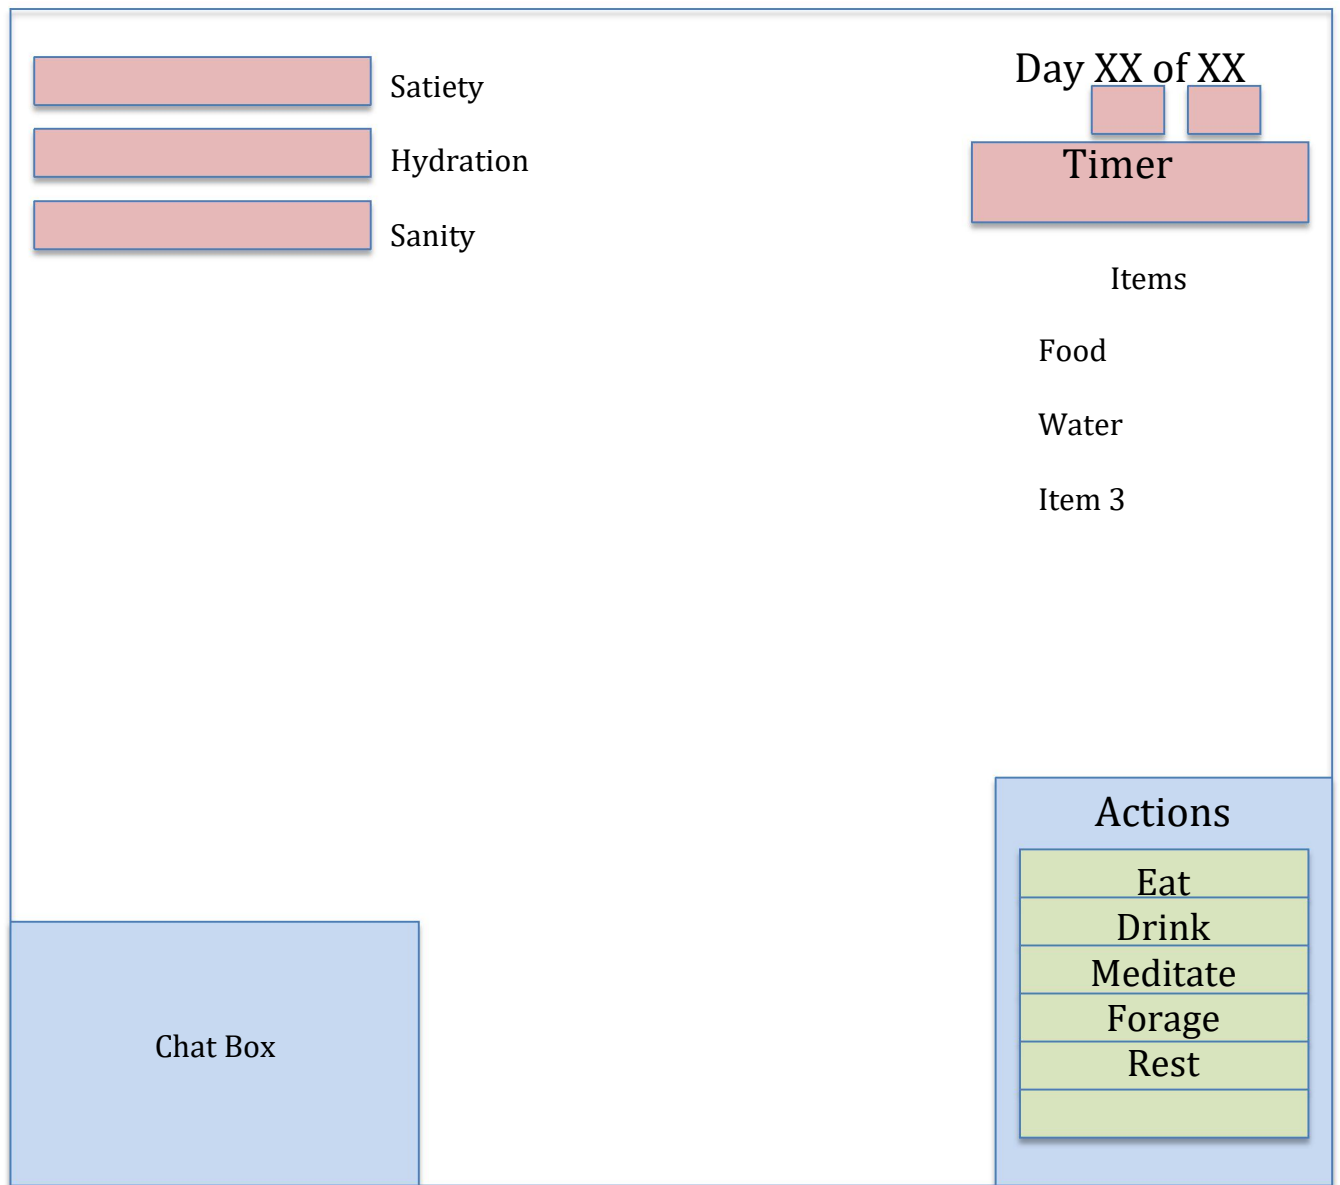 Satiety
Hydration
Sanity
Day XX of XX
Timer
Items
Food
Water
Item 3
Actions
Eat
Drink
Meditate
Forage
Rest
Chat Box